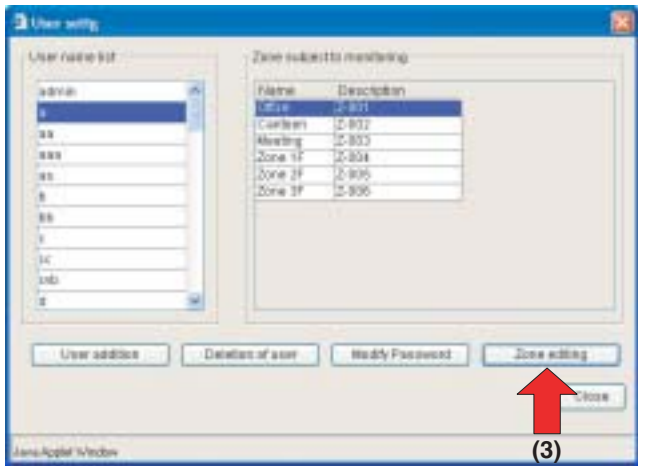 User setting
User name list
Zone subject to monitoring
admin
a
aa
aaa
as
b
bb
c
cc
d
Name Description
Office Z-001
Canteen Z-002
Meeting Z-003
Zone 1F Z-004
Zone 2F Z-005
Zone 3F Z-006
User addition
Deletion of user
Modify Password
Zone editing
Close
Java Applet Window
(3)